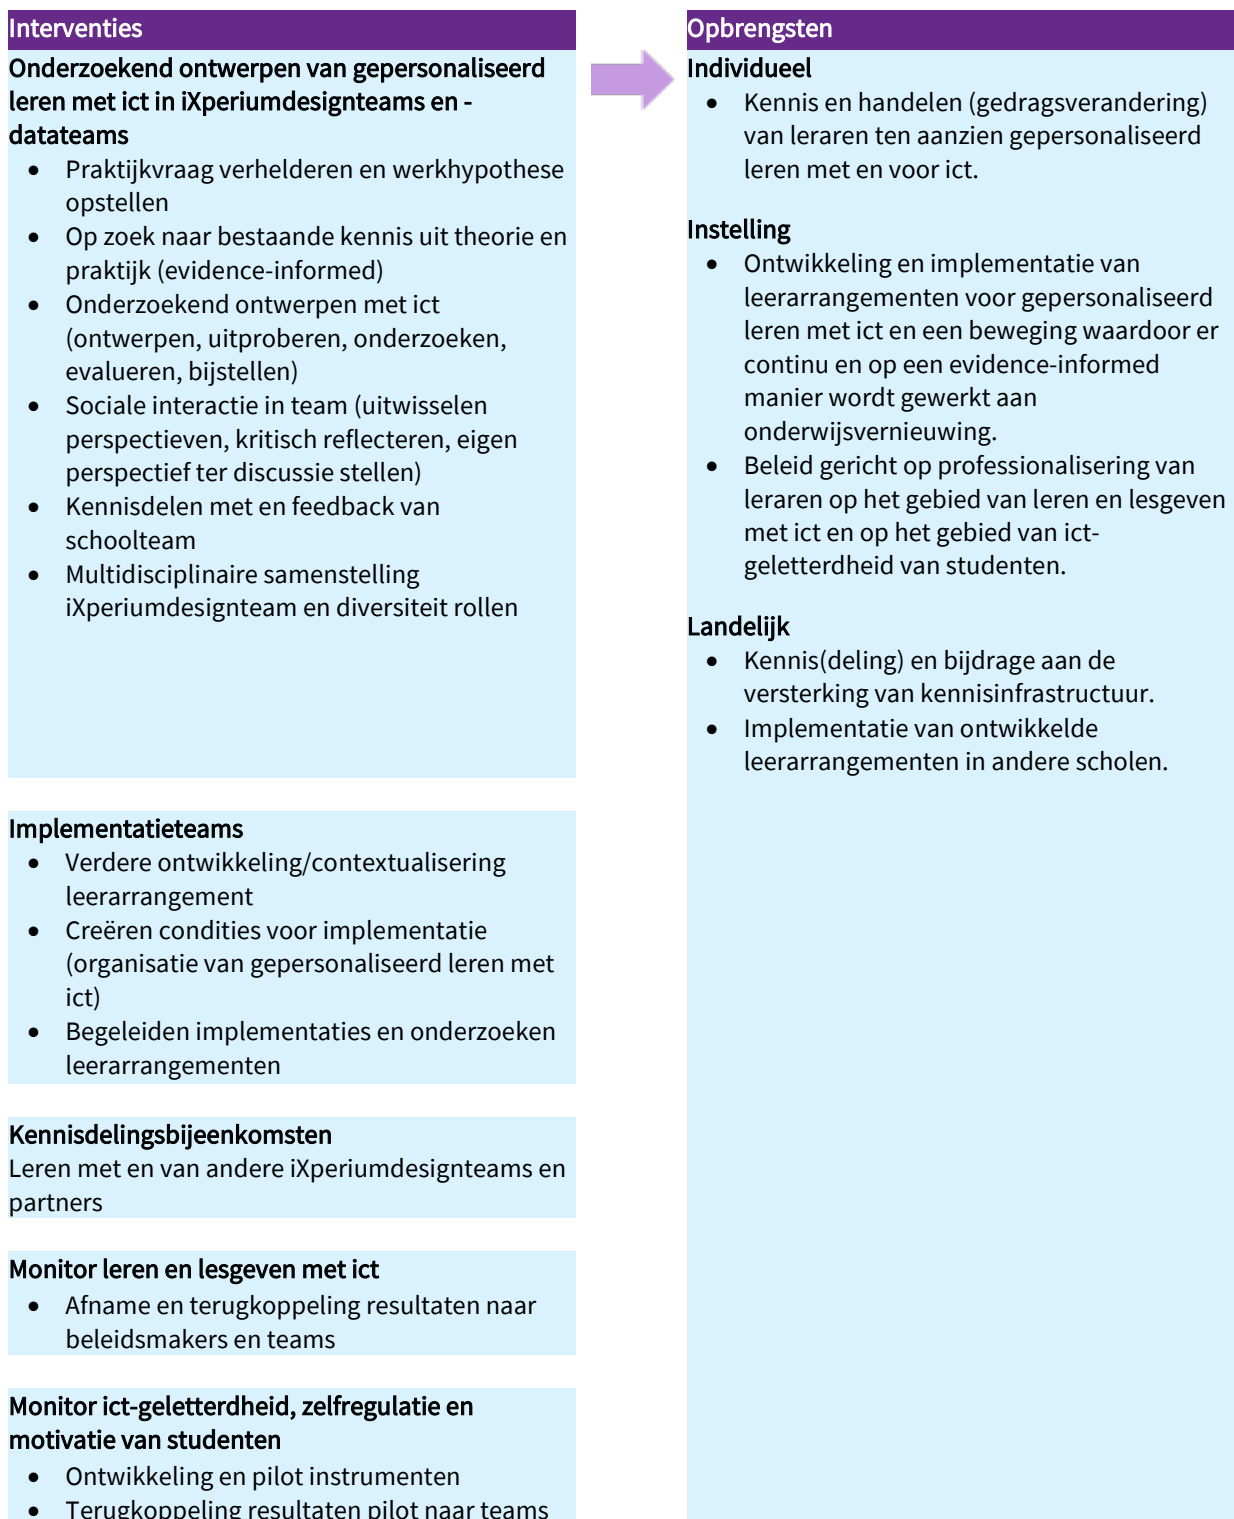 Interventies
Onderzoekend ontwerpen van gepersonaliseerd
leren met ict in iXperiumdesignteams en -
datateams
• Praktijkvraag verhelderen en werkhypothese
opstellen
• Op zoek naar bestaande kennis uit theorie en
praktijk (evidence-informed)
• Onderzoekend ontwerpen met ict
(ontwerpen, uitproberen, onderzoeken,
evalueren, bijstellen)
• Sociale interactie in team (uitwisselen
perspectieven, kritisch reflecteren, eigen
perspectief ter discussie stellen)
• Kennisdelen met en feedback van
schoolteam
• Multidisciplinaire samenstelling
iXperiumdesignteam en diversiteit rollen
Implementatieteams
• Verdere ontwikkeling/contextualisering
leerarrangement
• Creëren condities voor implementatie
(organisatie van gepersonaliseerd leren met
ict)
• Begeleiden implementaties en onderzoeken
leerarrangementen
Kennisdelingsbijeenkomsten
Leren met en van andere iXperiumdesignteams en
partners
Monitor leren en lesgeven met ict
• Afname en terugkoppeling resultaten naar
beleidsmakers en teams
Monitor ict-geletterdheid, zelfregulatie en
motivatie van studenten
• Ontwikkeling en pilot instrumenten
• Terugkoppeling resultaten pilot naar teams
Opbrengsten
Individueel
• Kennis en handelen (gedragsverandering)
van leraren ten aanzien gepersonaliseerd
leren met en voor ict.
Instelling
• Ontwikkeling en implementatie van
leerarrangementen voor gepersonaliseerd
leren met ict en een beweging waardoor er
continu en op een evidence-informed
manier wordt gewerkt aan
onderwijsvernieuwing.
• Beleid gericht op professionalisering van
leraren op het gebied van leren en lesgeven
met ict en op het gebied van ict-
geletterdheid van studenten.
Landelijk
• Kennis(deling) en bijdrage aan de
versterking van kennisinfrastructuur.
• Implementatie van ontwikkelde
leerarrangementen in andere scholen.